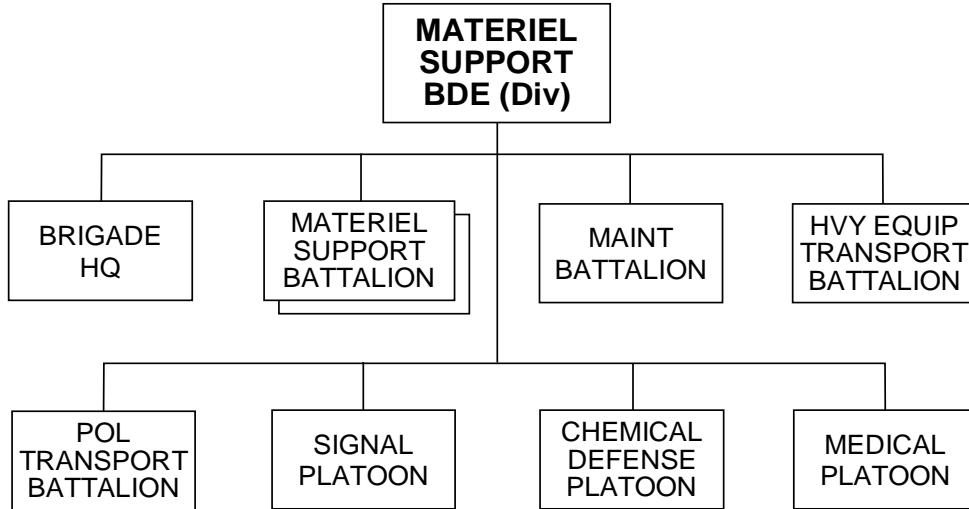 MATERIEL
SUPPORT
BDE (Div)
BRIGADE
HQ
MATERIEL
SUPPORT
BATTALION
MAINT
BATTALION
HVY EQUIP
TRANSPORT
BATTALION
POL
TRANSPORT
BATTALION
SIGNAL
PLATOON
CHEMICAL
DEFENSE
PLATOON
MEDICAL
PLATOON